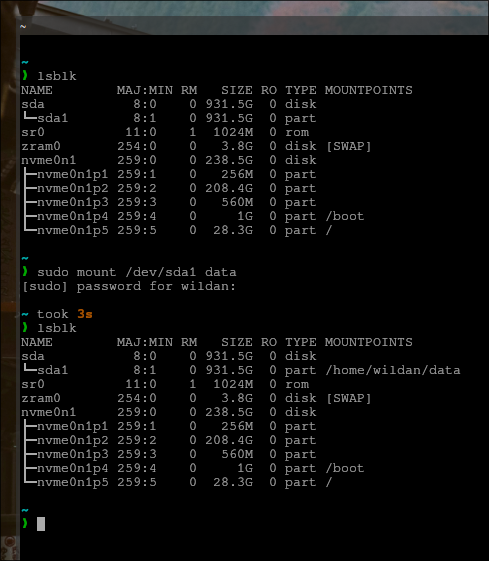 ~
~
❱ lsblk
NAME        MAJ:MIN RM   SIZE RO TYPE MOUNTPOINTS
sda           8:0    0 931.5G  0 disk
└─sda1        8:1    0 931.5G  0 part
sr0          11:0    1  1024M  0 rom
zram0       254:0    0   3.8G  0 disk [SWAP]
nvme0n1     259:0    0 238.5G  0 disk
├─nvme0n1p1 259:1    0   256M  0 part
├─nvme0n1p2 259:2    0 208.4G  0 part
├─nvme0n1p3 259:3    0   560M  0 part
├─nvme0n1p4 259:4    0     1G  0 part /boot
└─nvme0n1p5 259:5    0  28.3G  0 part /
~
❱ sudo mount /dev/sda1 data
[sudo] password for wildan:
~ took 3s
❱ lsblk
NAME        MAJ:MIN RM   SIZE RO TYPE MOUNTPOINTS
sda           8:0    0 931.5G  0 disk
└─sda1        8:1    0 931.5G  0 part /home/wildan/data
sr0          11:0    1  1024M  0 rom
zram0       254:0    0   3.8G  0 disk [SWAP]
nvme0n1     259:0    0 238.5G  0 disk
├─nvme0n1p1 259:1    0   256M  0 part
├─nvme0n1p2 259:2    0 208.4G  0 part
├─nvme0n1p3 259:3    0   560M  0 part
├─nvme0n1p4 259:4    0     1G  0 part /boot
└─nvme0n1p5 259:5    0  28.3G  0 part /
~
❱